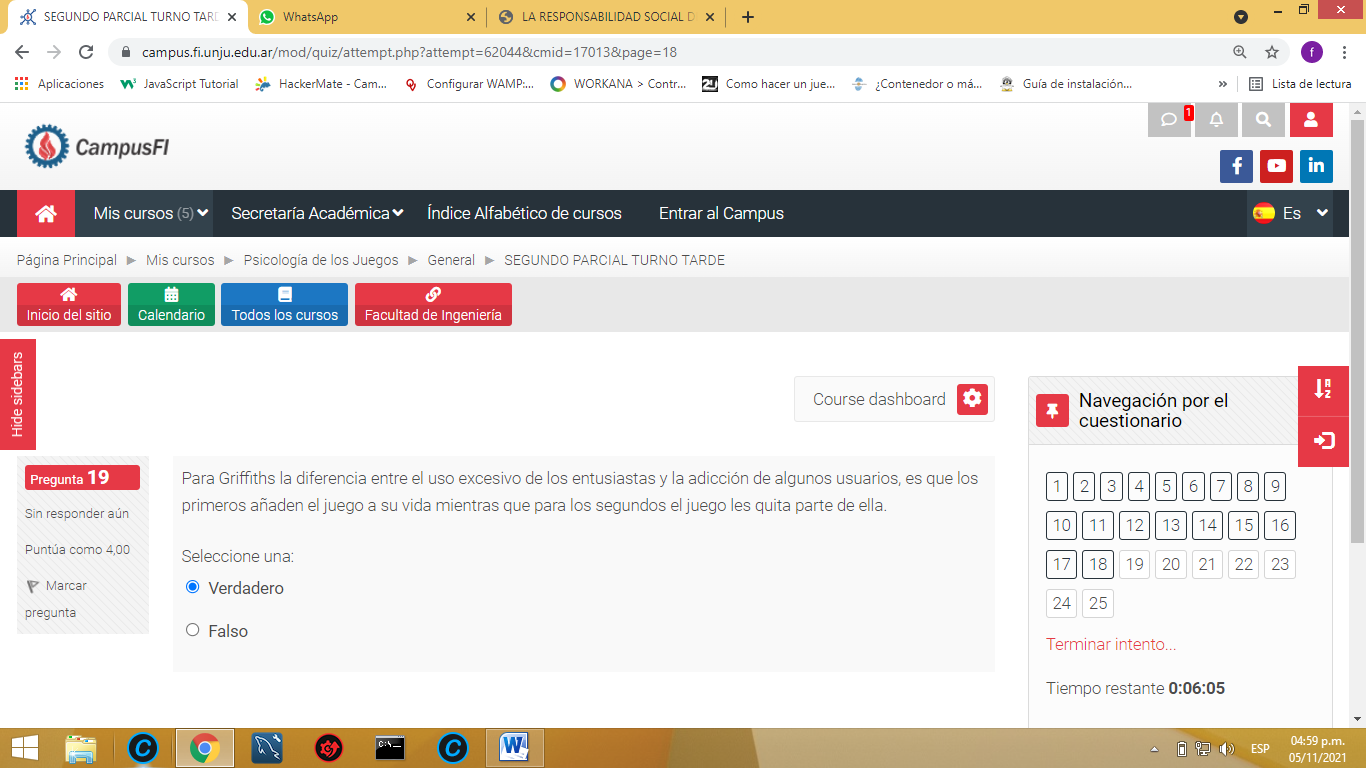 SEGUNDO PARCIAL TURNO TARD
WhatsApp
LA RESPONSABILIDAD SOCIAL D
campus.fi.unju.edu.ar/mod/quiz/attempt.php?attempt=62044&cmid=17013&page=18
f
Aplicaciones
JavaScript Tutorial
HackerMate - Cam...
Configurar WAMP:...
WORKANA > Contr...
Como hacer un jue...
¿Contenedor o má...
Guía de instalación...
»
Lista de lectura
1
CampusFI
Mis cursos (5)
Secretaría Académica
Índice Alfabético de cursos
Entrar al Campus
Es
Página Principal ► Mis cursos ► Psicología de los Juegos ► General ► SEGUNDO PARCIAL TURNO TARDE
Inicio del sitio
Calendario
Todos los cursos
Facultad de Ingeniería
Hide sidebars
Course dashboard
Pregunta 19
Sin responder aún
Puntúa como 4,00
Marcar
pregunta
Para Griffiths la diferencia entre el uso excesivo de los entusiastas y la adicción de algunos usuarios, es que los
primeros añaden el juego a su vida mientras que para los segundos el juego les quita parte de ella.
Seleccione una:
Verdadero
Falso
Navegación por el
cuestionario
1 2 3 4 5 6 7 8 9
10 11 12 13 14 15 16
17 18 19 20 21 22 23
24 25
Terminar intento...
Tiempo restante 0:06:05
ESP
04:59 p.m.
05/11/2021